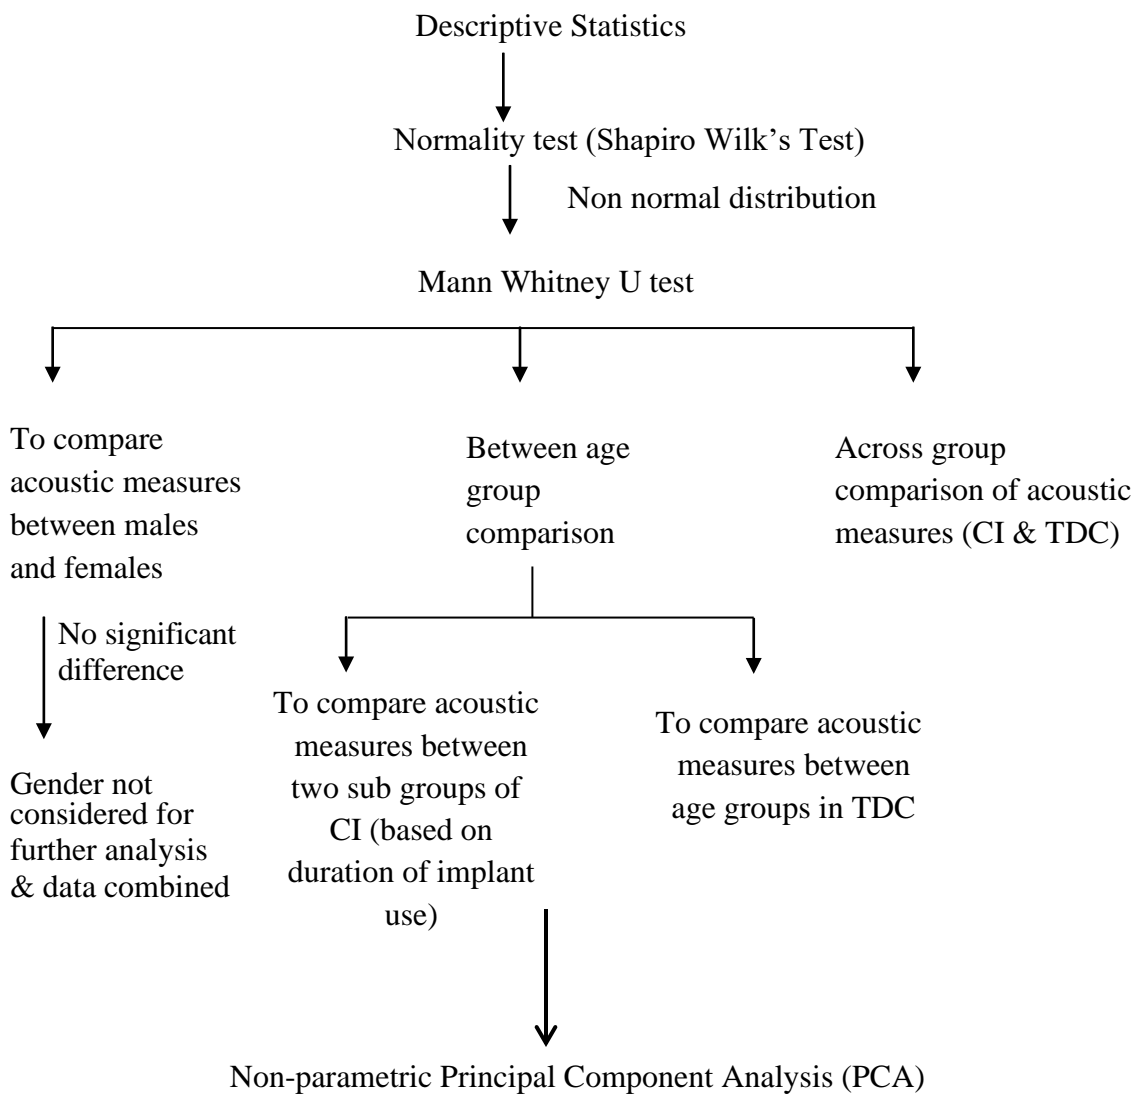 Descriptive Statistics
Normality test (Shapiro Wilk’s Test)
Non normal distribution
Mann Whitney U test
To compare
acoustic measures
between males
and females
Between age
group
comparison
Across group
comparison of acoustic
measures (CI & TDC)
No significant
difference
Gender not
considered for
further analysis
& data combined
To compare acoustic
measures between
two sub groups of
CI (based on
duration of implant
use)
To compare acoustic
measures between
age groups in TDC
Non-parametric Principal Component Analysis (PCA)